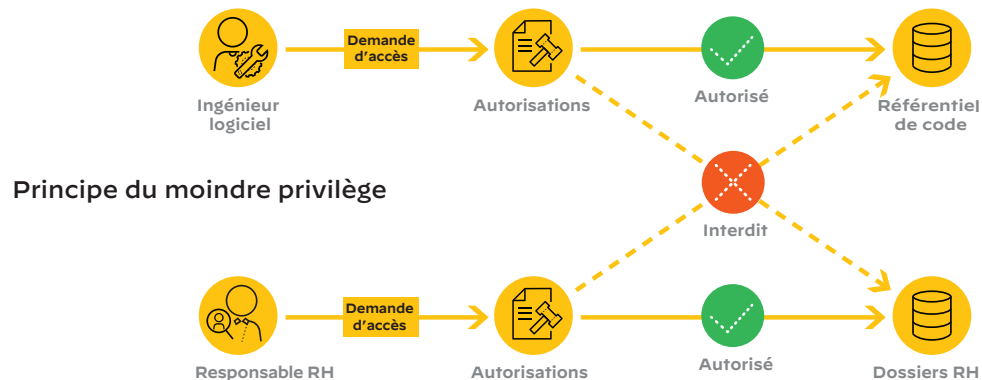 Demande
d'accès
Ingénieur
logiciel
Autorisations
Autorisé
Référentiel
de code
Principe du moindre privilège
Interdit
Demande
d'accès
Responsable RH
Autorisations
Autorisé
Dossiers RH